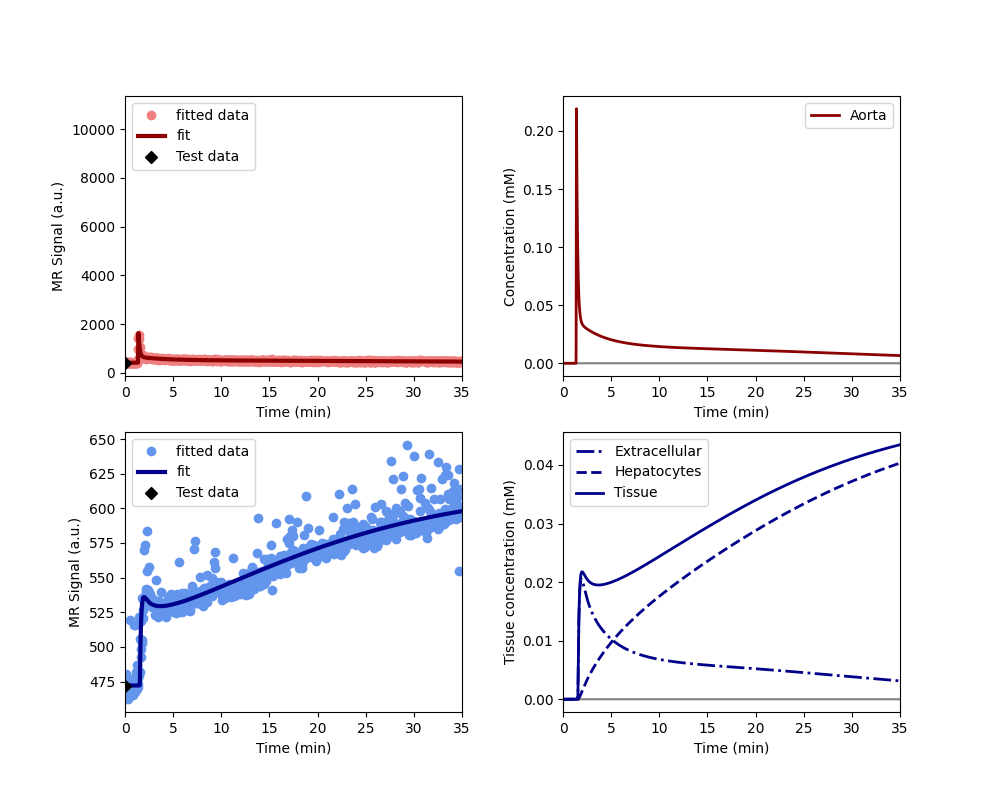 MR Signal (a.u.)
10000
8000
6000
4000
2000
0
fitted data
fit
Test data
0 5 10 15 20 25 30 35
Time (min)
Concentration (mM)
0.20
0.15
0.10
0.05
0.00
Aorta
0 5 10 15 20 25 30 35
Time (min)
MR Signal (a.u.)
650
625
600
575
550
525
500
475
fitted data
fit
Test data
0 5 10 15 20 25 30 35
Time (min)
Tissue concentration (mM)
0.04
0.03
0.02
0.01
0.00
Extracellular
Hepatocytes
Tissue
0 5 10 15 20 25 30 35
Time (min)